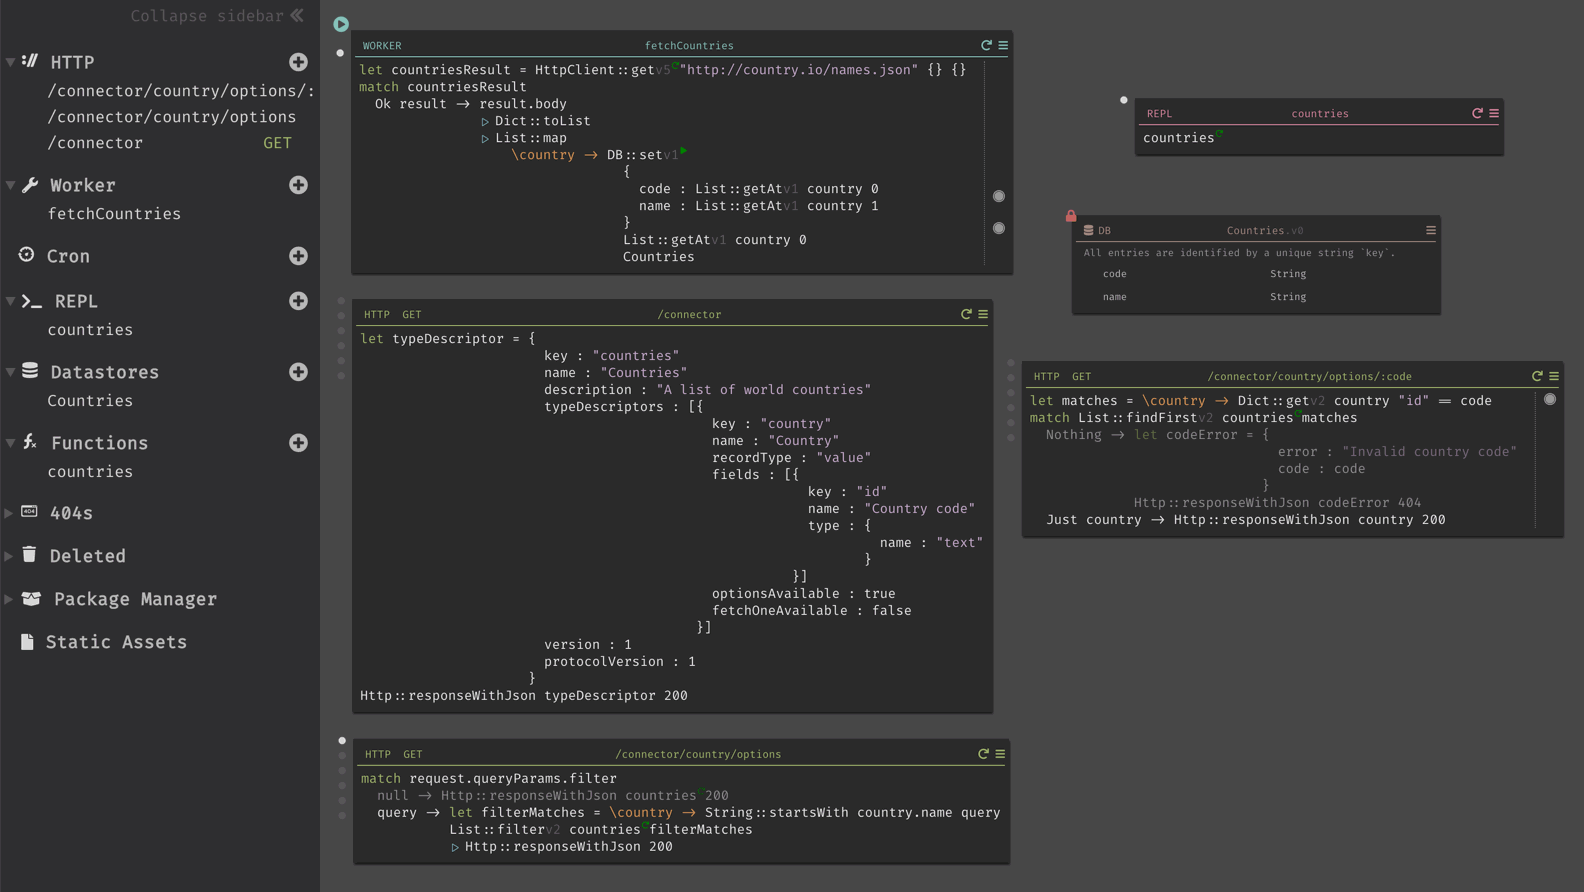 Collapse sidebar
HTTP
/connector/country/options/:
/connector/country/options
/connector GET
Worker
fetchCountries
Cron
REPL
countries
Datastores
Countries
Functions
countries
404s
Deleted
Package Manager
Static Assets
WORKER fetchCountries
let countriesResult = HttpClient::getv5 "http://country.io/names.json" {} {}
match countriesResult
Ok result -> result.body
▷ Dict::toList
▷ List::map
\country -> DB::setv1
{
code : List::getAtv1 country 0
name : List::getAtv1 country 1
}
List::getAtv1 country 0
Countries
HTTP GET /connector
let typeDescriptor = {
key : "countries"
name : "Countries"
description : "A list of world countries"
typeDescriptors : [{
key : "country"
name : "Country"
recordType : "value"
fields : [{
key : "id"
name : "Country code"
type : {
name : "text"
}
}]
optionsAvailable : true
fetchOneAvailable : false
}]
version : 1
protocolVersion : 1
}
Http::responseWithJson typeDescriptor 200
HTTP GET /connector/country/options
match request.queryParams.filter
null -> Http::responseWithJson countries 200
query -> let filterMatches = \country -> String::startsWith country.name query
List::filterv2 countries filterMatches
▷ Http::responseWithJson 200
REPL countries
countries
DB Countries.v0
All entries are identified by a unique string `key`.
code String
name String
HTTP GET /connector/country/options/:code
let matches = \country -> Dict::getv2 country "id" == code
match List::findFirstv2 countries matches
Nothing -> let codeError = {
error : "Invalid country code"
code : code
}
Http::responseWithJson codeError 404
Just country -> Http::responseWithJson country 200